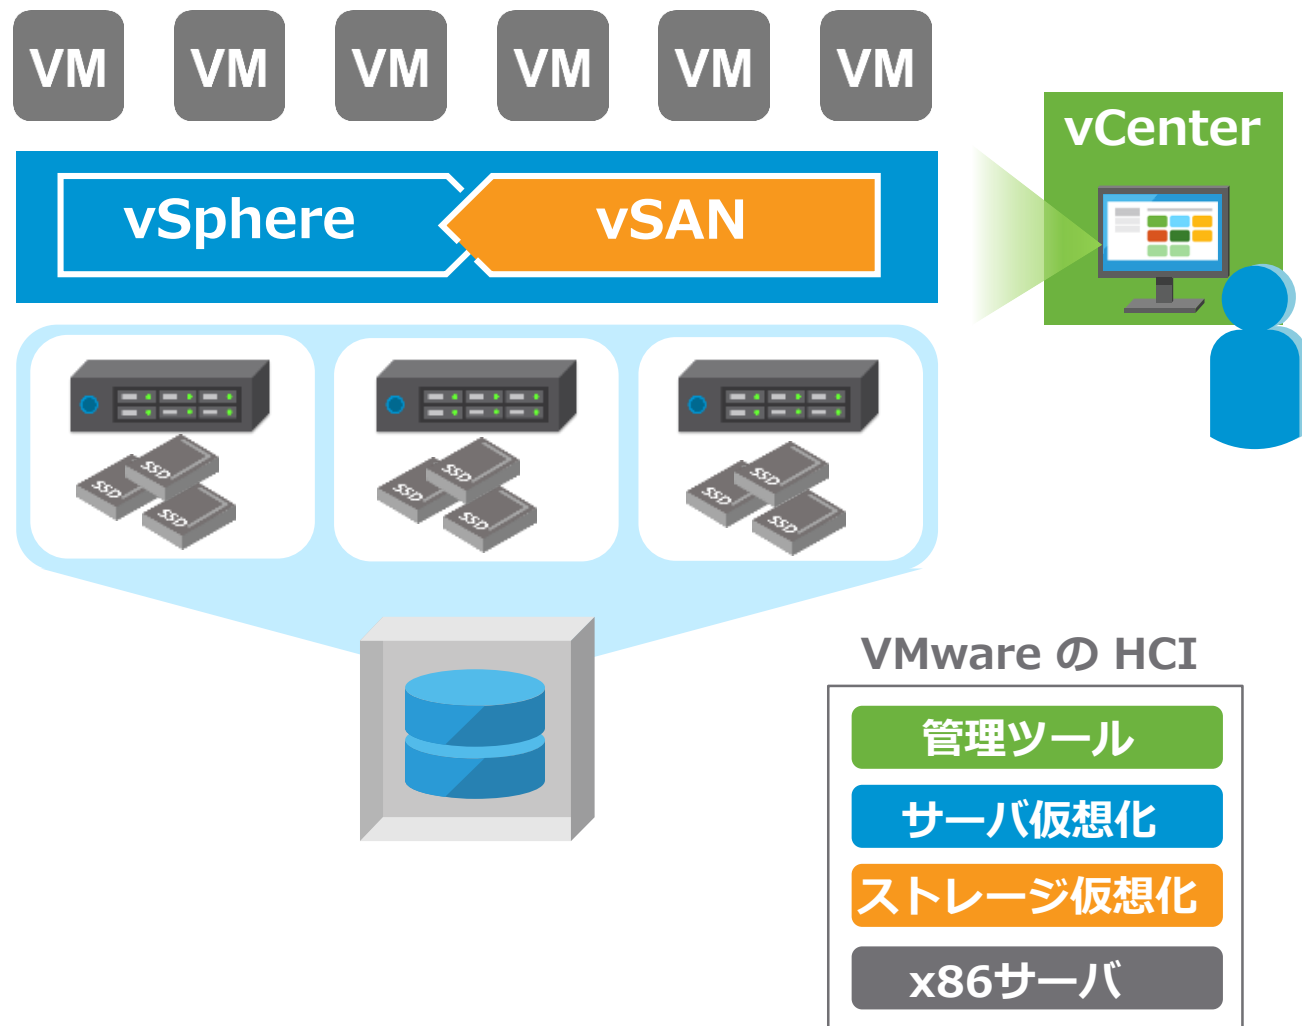 VM VM VM VM VM VM
vCenter
vSphere vSAN
SSD SSD SSD
SSD SSD SSD
SSD SSD SSD
VMware の HCI
管理ツール
サーバ仮想化
ストレージ仮想化
x86サーバ